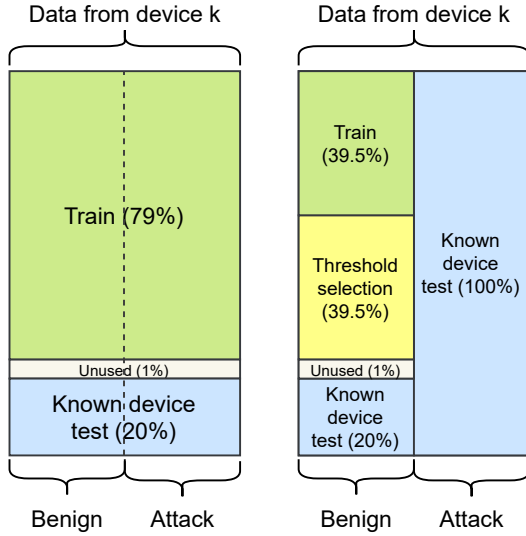 Data from device k
Train (79%)
Unused (1%)
Known device
test (20%)
Benign
Attack
Data from device k
Train
(39.5%)
Threshold
selection
(39.5%)
Unused (1%)
Known
device
test (20%)
Known
device
test (100%)
Benign
Attack